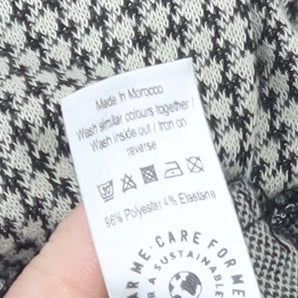 Made in Morocco
Wash similar colours together /
Wash inside out / Iron on
reverse
96% Polyester 4% Elastane
ME · CARE FOR ME
SUSTAINABLE